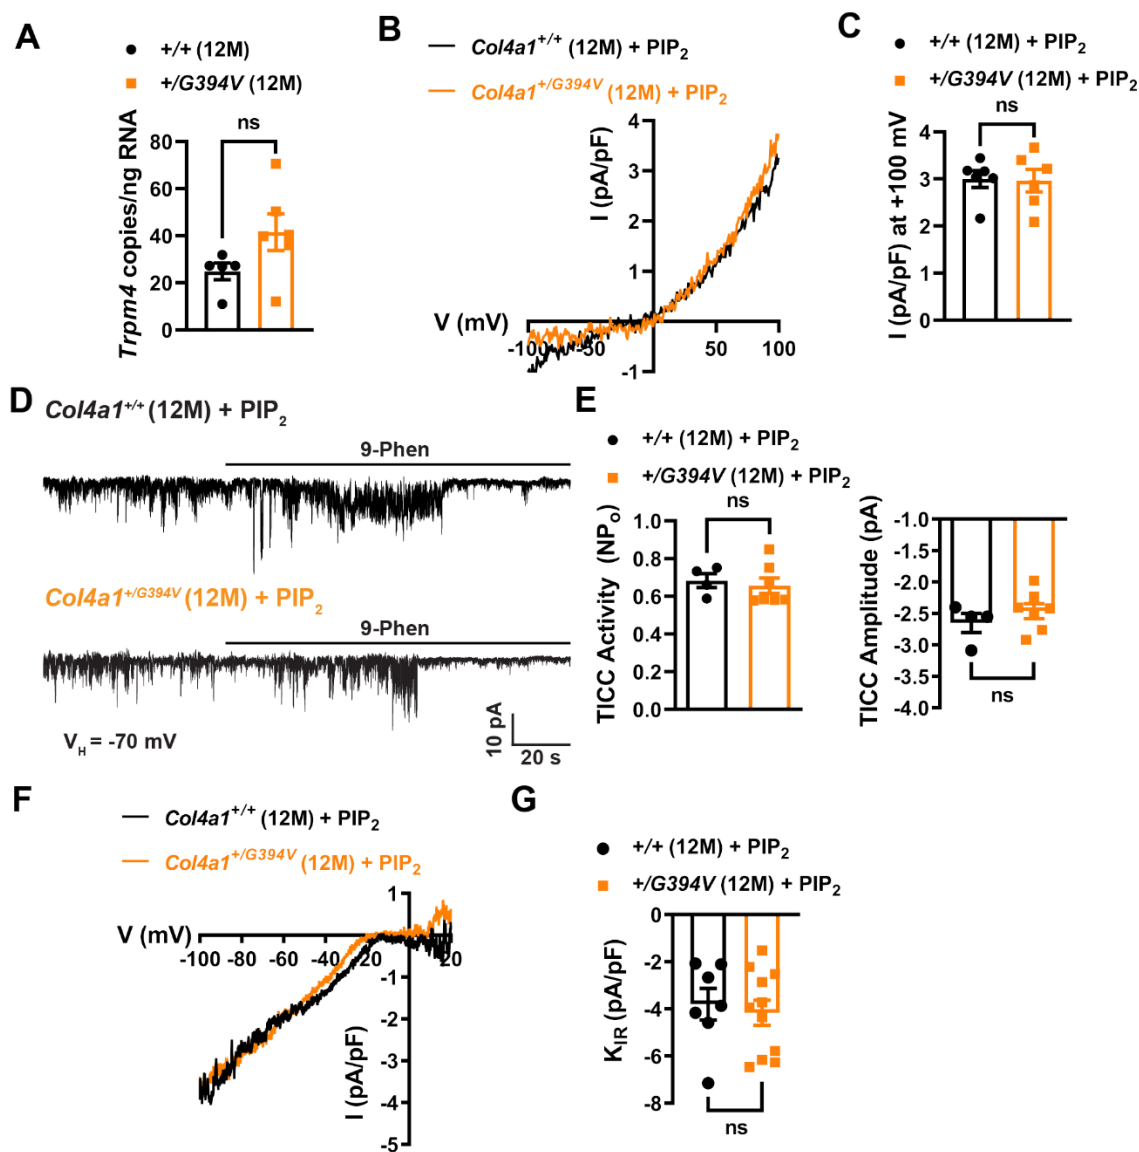 A
+/+ (12M)
+/G394V (12M)
ns
Trpm4 copies/ng RNA
80
60
40
20
0
B
Col4a1+/+ (12M) + PIP2
Col4a1+/G394V (12M) + PIP2
I (pA/pF)
4
3
2
1
-1
V (mV)
-100
-50
50
100
C
+/+ (12M) + PIP2
+/G394V (12M) + PIP2
ns
I (pA/pF) at +100 mV
4
3
2
1
0
D
Col4a1+/+ (12M) + PIP2
9-Phen
Col4a1+/G394V (12M) + PIP2
9-Phen
VH = -70 mV
10 pA
20 s
E
+/+ (12M) + PIP2
+/G394V (12M) + PIP2
ns
TICC Activity (NPo)
1.0
0.8
0.6
0.4
0.2
0.0
TICC Amplitude (pA)
-1.0
-1.5
-2.0
-2.5
-3.0
-3.5
-4.0
ns
F
Col4a1+/+ (12M) + PIP2
Col4a1+/G394V (12M) + PIP2
V (mV)
-100
-80
-60
-40
-20
20
I (pA/pF)
1
-1
-2
-3
-4
-5
G
+/+ (12M) + PIP2
+/G394V (12M) + PIP2
KIR (pA/pF)
0
-2
-4
-6
-8
ns